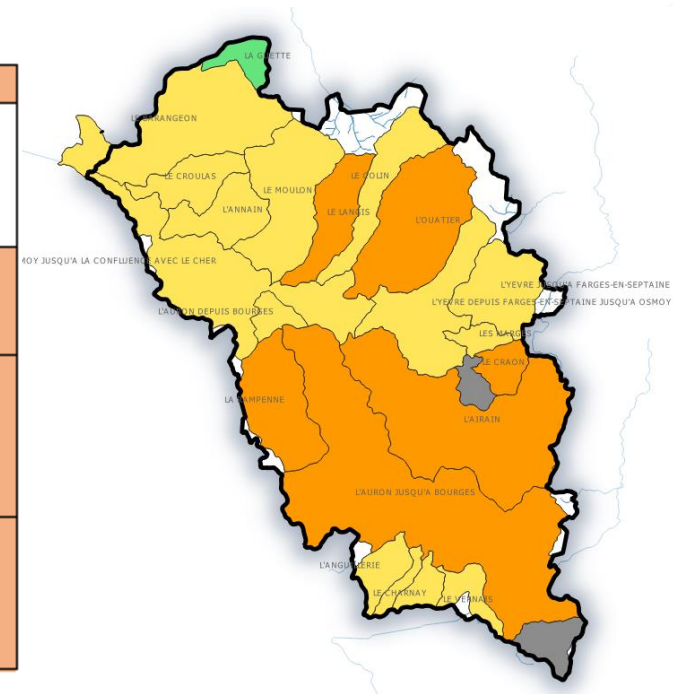 LA GUETTE
LE BARANGEON
LE CROULAS
LE COLIN
LE MOULON
L'ANNAIN
LE LANGIS
L'OUATIER
MOY JUSQU'A LA CONFLUENCE AVEC LE CHER
L'YEVRE JUSQU'A FARGES-EN-SEPTAINE
L'YEVRE DEPUIS FARGES-EN-SEPTAINE JUSQU'A OSMOY
L'AURON DEPUIS BOURGES
LES MARGES
LE CRAON
LA RAMPENNE
L'AIRAIN
L'AURON JUSQU'A BOURGES
L'ANGUILLERIE
LE CHARNAY
LE VERNAIS